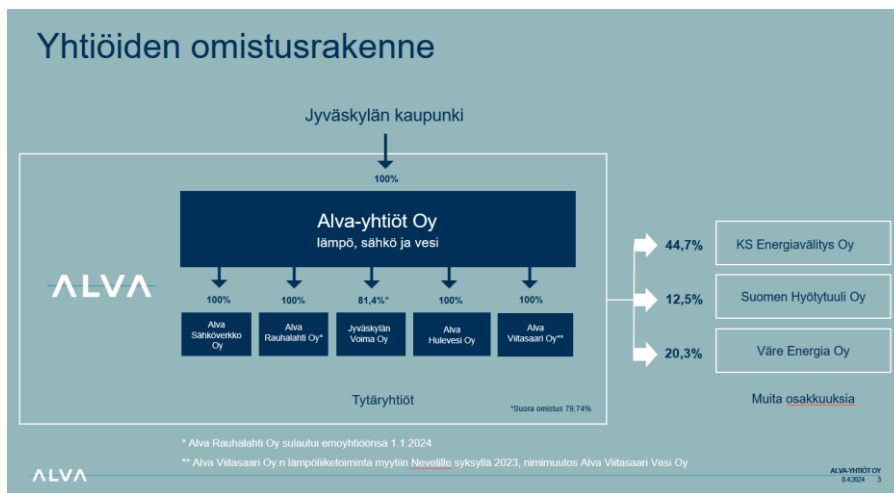 Yhtiöiden omistusrakenne
Jyväskylän kaupunki
100%
Alva-yhtiöt Oy
lämpö, sähkö ja vesi
ALVA
100%
100%
81,4%*
100%
100%
Alva
Sähköverkko
Oy
Alva
Rauhalahti Oy*
Jyväskylän
Voima Oy
Alva
Hulevesi Oy
Alva
Viitasaari Oy**
Tytäryhtiöt
*Suora omistus 79,74%
44,7%
KS Energiavälitys Oy
12,5%
Suomen Hyötytuuli Oy
20,3%
Väre Energia Oy
Muita osakkuuksia
* Alva Rauhalahti Oy sulautui emoyhtiöönsä 1.1.2024
** Alva Viitasaari Oy:n lämpöliiketoiminta myytiin Nevelille syksyllä 2023, nimimuutos Alva Viitasaari Vesi Oy
ALVA
ALVA-YHTIÖT OY
8.4.2024 3